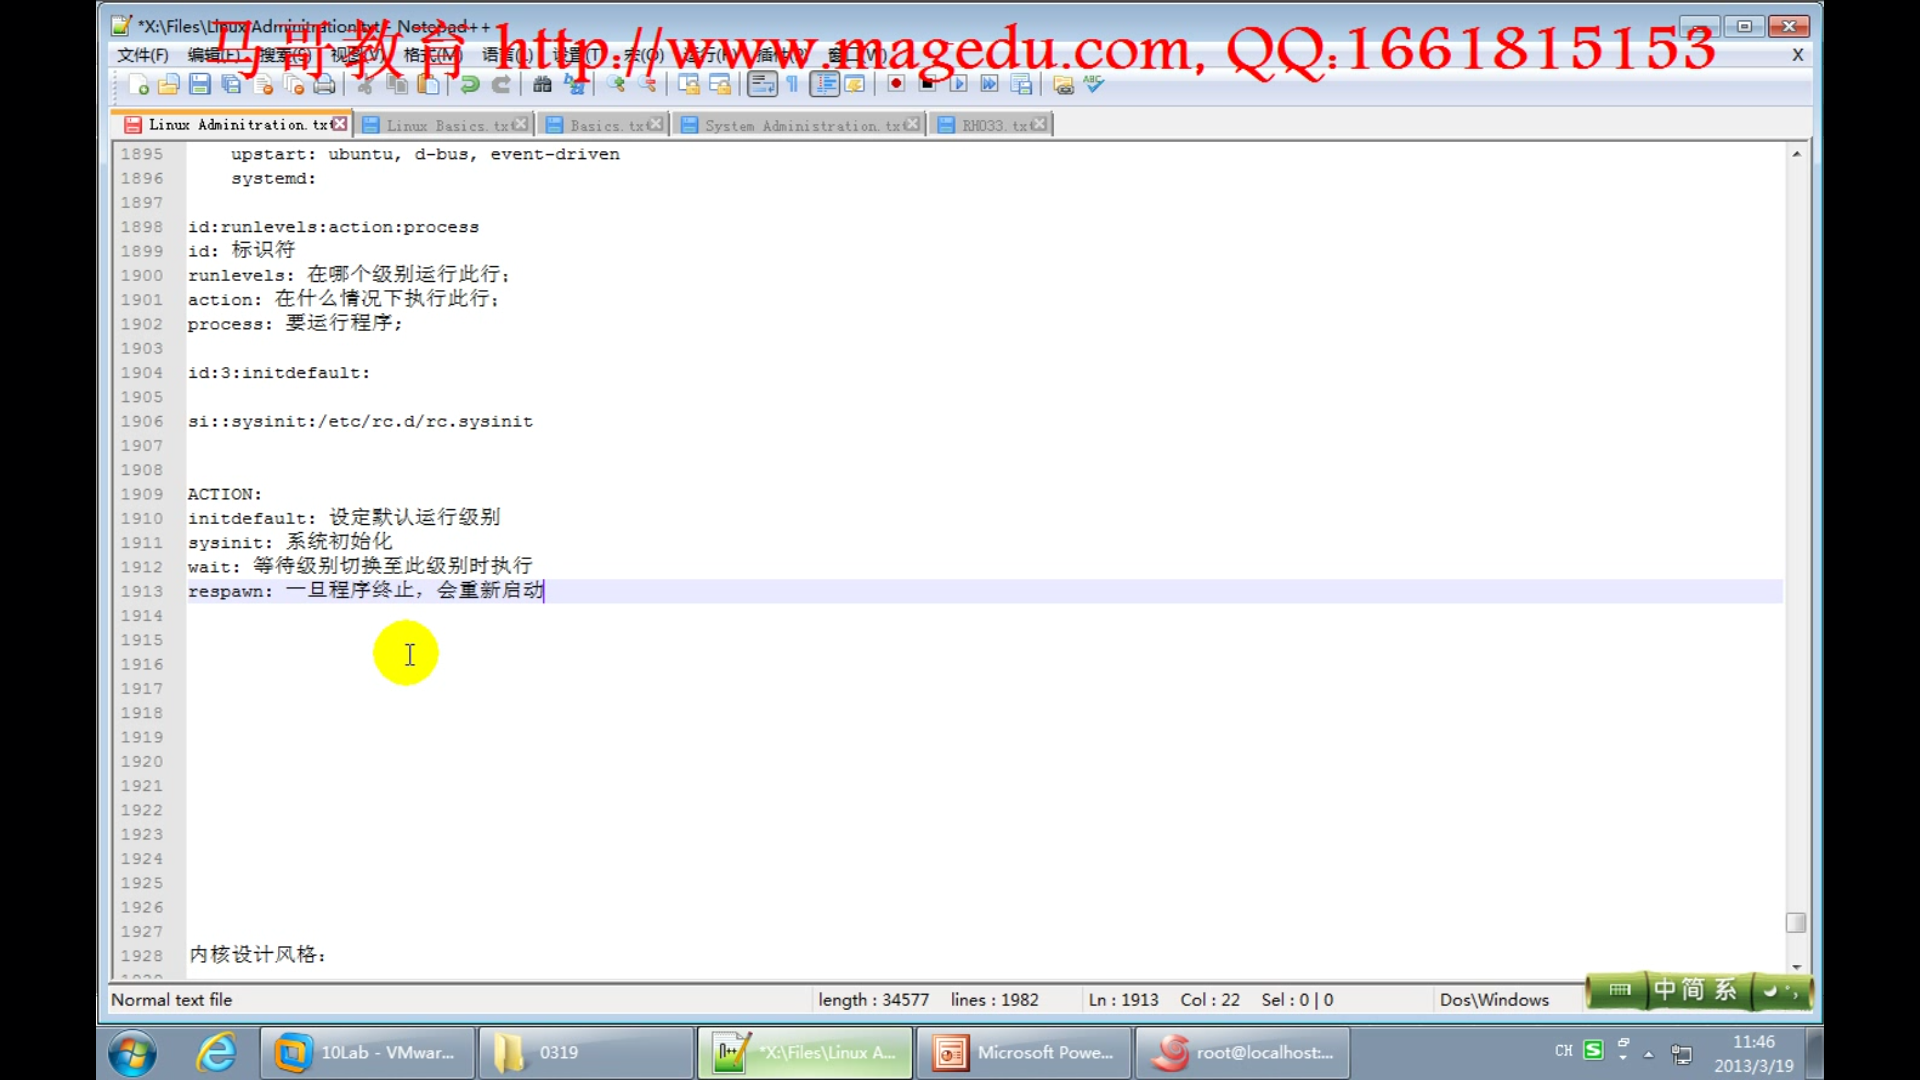 *X:\Files\Linux Adminitration.txt - Notepad++
马哥教育 http://www.magedu.com, QQ:1661815153
文件(F) 编辑(E) 搜索(S) 视图(V) 格式(M) 语言(L) 设置(T) 宏(O) 运行(R) 插件(P) 窗口(W) X
Linux Adminitration.txt Linux Basics.txt Basics.txt System Administration.txt RH033.txt
1895 upstart: ubuntu, d-bus, event-driven
1896 systemd:
1897
1898 id:runlevels:action:process
1899 id: 标识符
1900 runlevels: 在哪个级别运行此行;
1901 action: 在什么情况下执行此行;
1902 process: 要运行程序;
1903
1904 id:3:initdefault:
1905
1906 si::sysinit:/etc/rc.d/rc.sysinit
1907
1908
1909 ACTION:
1910 initdefault: 设定默认运行级别
1911 sysinit: 系统初始化
1912 wait: 等待级别切换至此级别时执行
1913 respawn: 一旦程序终止，会重新启动
1914
1915
1916
1917
1918
1919
1920
1921
1922
1923
1924
1925
1926
1927
1928 内核设计风格:
Normal text file length : 34577 lines : 1982 Ln : 1913 Col : 22 Sel : 0 | 0 Dos\Windows
中简系
10Lab - VMwar... 0319 *X:\Files\Linux A... Microsoft Powe... root@localhost:... CH 11:46
2013/3/19